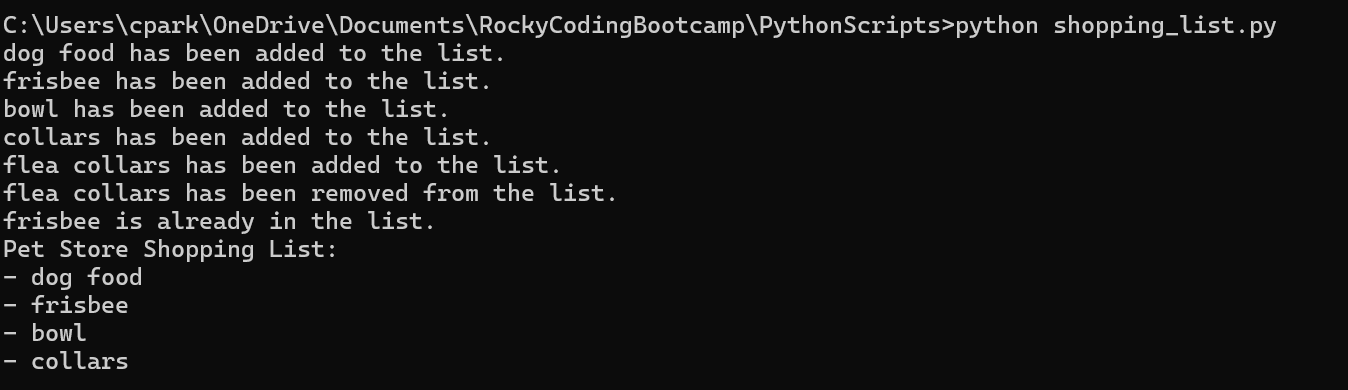 C:\Users\cpark\OneDrive\Documents\RockyCodingBootcamp\PythonScripts>python shopping_list.py
dog food has been added to the list.
frisbee has been added to the list.
bowl has been added to the list.
collars has been added to the list.
flea collars has been added to the list.
flea collars has been removed from the list.
frisbee is already in the list.
Pet Store Shopping List:
- dog food
- frisbee
- bowl
- collars